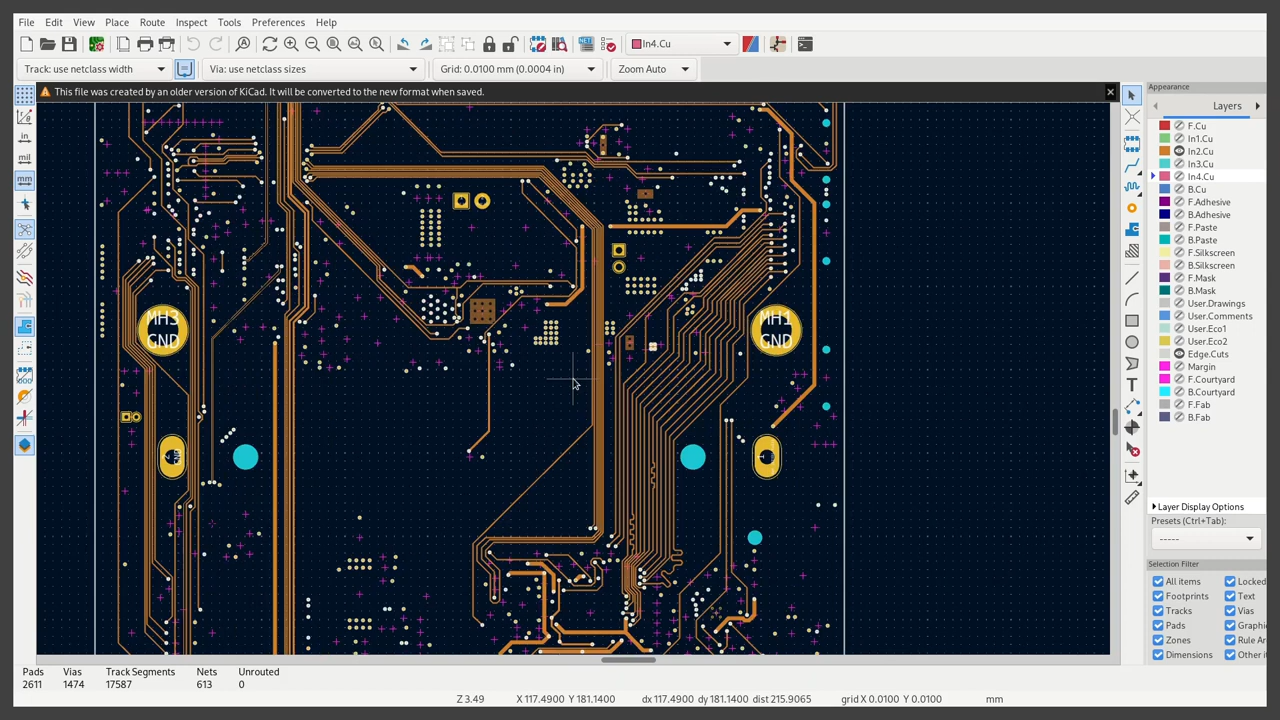 File Edit View Place Route Inspect Tools Preferences Help
In4.Cu
Track: use netclass width Via: use netclass sizes Grid: 0.0100 mm (0.0004 in) Zoom Auto
This file was created by an older version of KiCad. It will be converted to the new format when saved.
in
mil
mm
MH3
GND
MH1
GND
Appearance
Layers
F.Cu
In1.Cu
In2.Cu
In3.Cu
In4.Cu
B.Cu
F.Adhesive
B.Adhesive
F.Paste
B.Paste
F.Silkscreen
B.Silkscreen
F.Mask
B.Mask
User.Drawings
User.Comments
User.Eco1
User.Eco2
Edge.Cuts
Margin
F.Courtyard
B.Courtyard
F.Fab
B.Fab
Layer Display Options
Presets (Ctrl+Tab):
-----
Selection Filter
All items Locked
Footprints Text
Tracks Vias
Pads Graphi
Zones Rule Ar
Dimensions Other i
Pads Vias Track Segments Nets Unrouted
2611 1474 17587 613 0
Z 3.49 X 117.4900 Y 181.1400 dx 117.4900 dy 181.1400 dist 215.9065 grid X 0.0100 Y 0.0100 mm